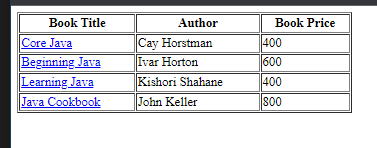 Book Title Author Book Price
Core Java Cay Horstman 400
Beginning Java Ivar Horton 600
Learning Java Kishori Shahane 400
Java Cookbook John Keller 800